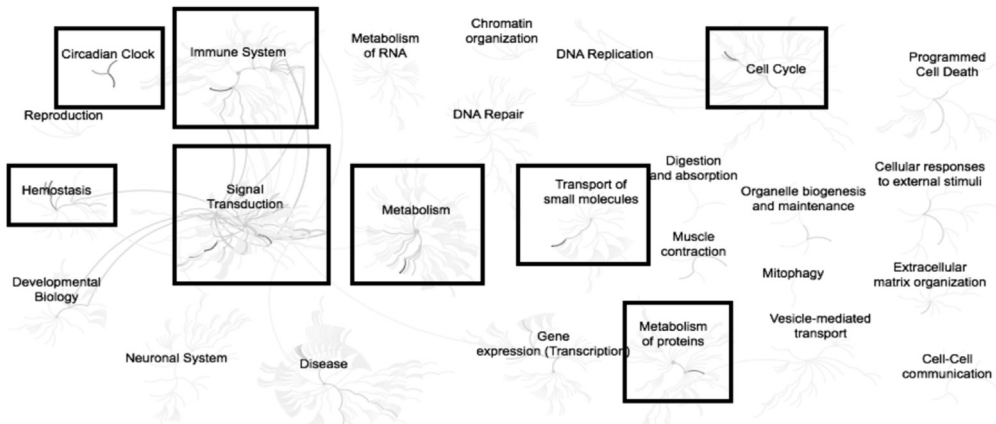 Circadian Clock
Immune System
Metabolism
of RNA
Chromatin
organization
DNA Replication
Cell Cycle
Programmed
Cell Death
Reproduction
DNA Repair
Hemostasis
Signal
Transduction
Metabolism
Transport of
small molecules
Digestion
and absorption
Organelle biogenesis
and maintenance
Cellular responses
to external stimuli
Muscle
contraction
Developmental
Biology
Mitophagy
Extracellular
matrix organization
Neuronal System
Disease
Gene
expression (Transcription)
Metabolism
of proteins
Vesicle-mediated
transport
Cell-Cell
communication